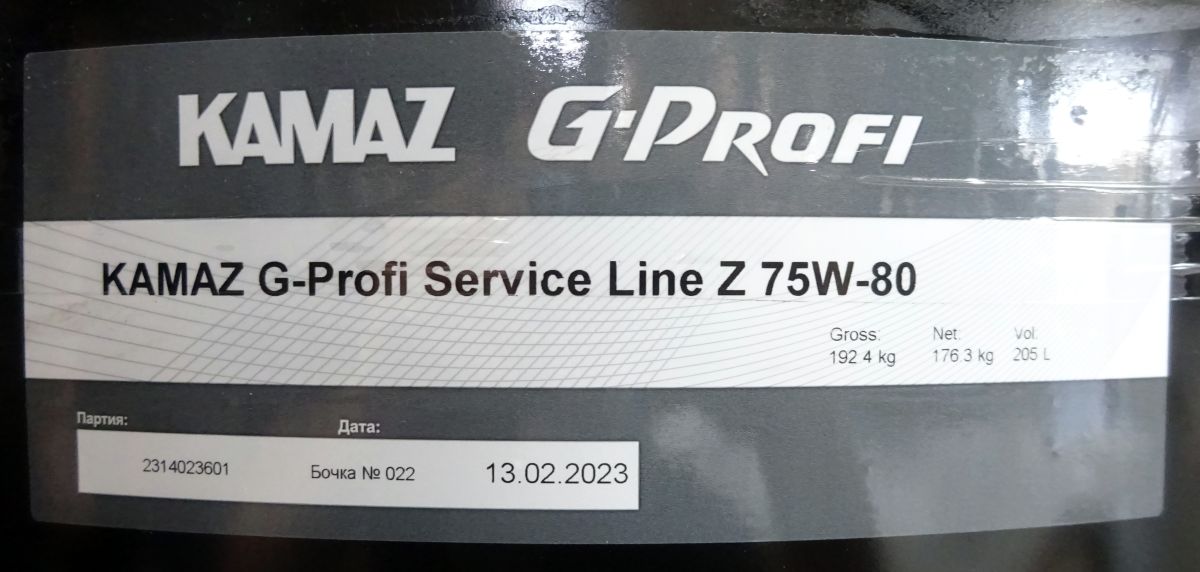 KAMAZ G-PROFI
KAMAZ G-Profi Service Line Z 75W-80
Gross: Net: Vol:
192.4 kg 176.3 kg 205 L
Партия: Дата:
2314023601 Бочка № 022 13.02.2023